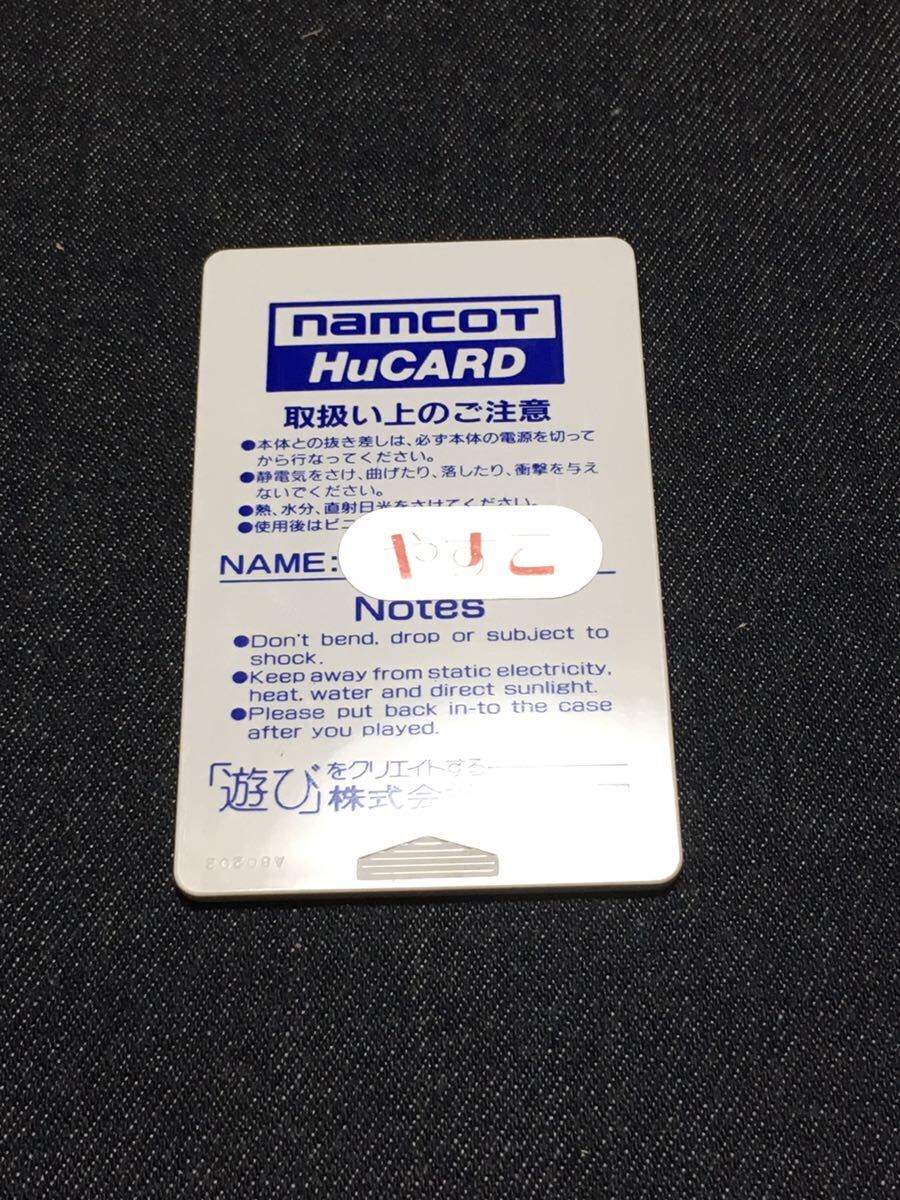 namcoT
HuCARD
取扱い上のご注意
●本体との抜き差しは、必ず本体の電源を切って
から行なってください。
●静電気をさけ、曲げたり、落したり、衝撃を与え
ないでください。
●熱、水分、直射日光をさけてください。
●使用後はビニ
NAME: やすこ
Notes
●Don't bend, drop or subject to
shock.
●Keep away from static electricity,
heat, water and direct sunlight.
●Please put back in-to the case
after you played.
「遊び」をクリエイトする
株式会